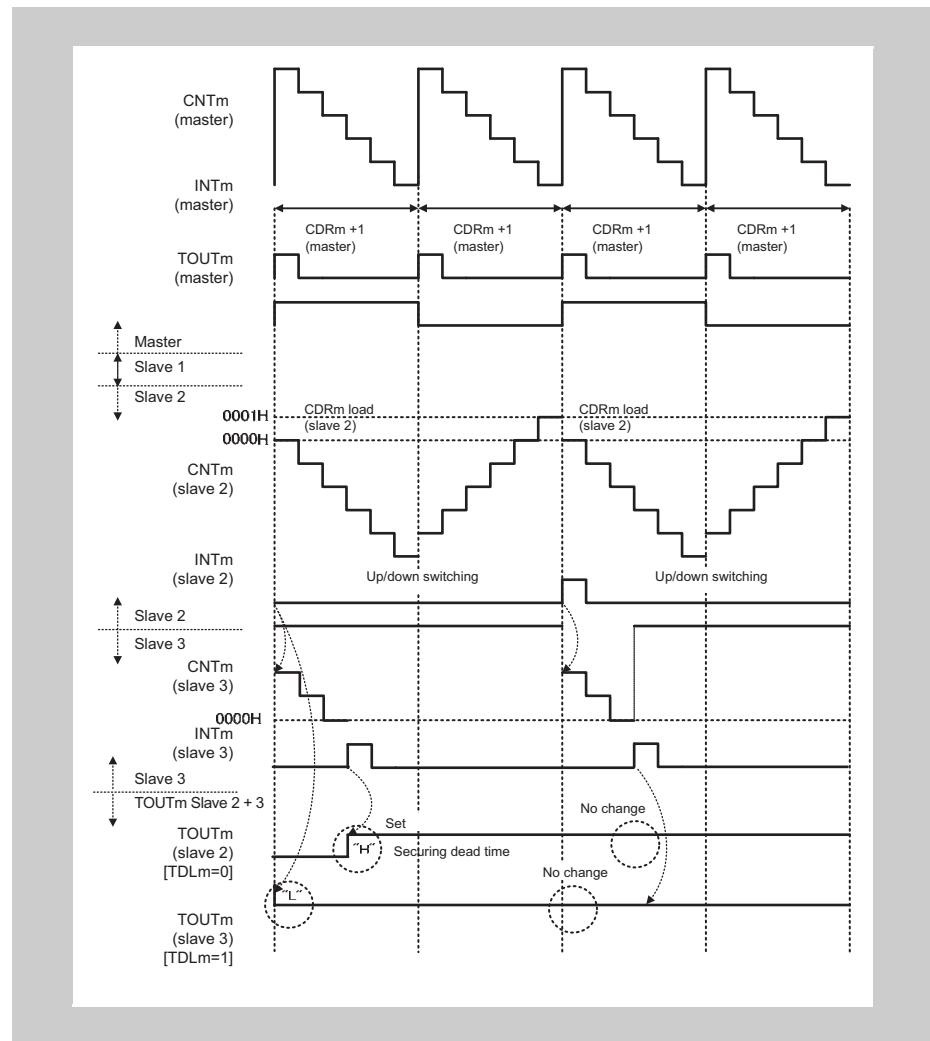 CNTm
(master)
INTm
(master)
CDRm +1
(master)
CDRm +1
(master)
CDRm +1
(master)
CDRm +1
(master)
TOUTm
(master)
Master
Slave 1
Slave 2
0001H
CDRm load
(slave 2)
CDRm load
(slave 2)
0000H
CNTm
(slave 2)
INTm
(slave 2)
Up/down switching
Up/down switching
Slave 2
Slave 3
CNTm
(slave 3)
0000H
INTm
(slave 3)
Slave 3
TOUTm Slave 2 + 3
TOUTm
(slave 2)
[TDLm=0]
Set
"H"
Securing dead time
No change
No change
"L"
TOUTm
(slave 3)
[TDLm=1]